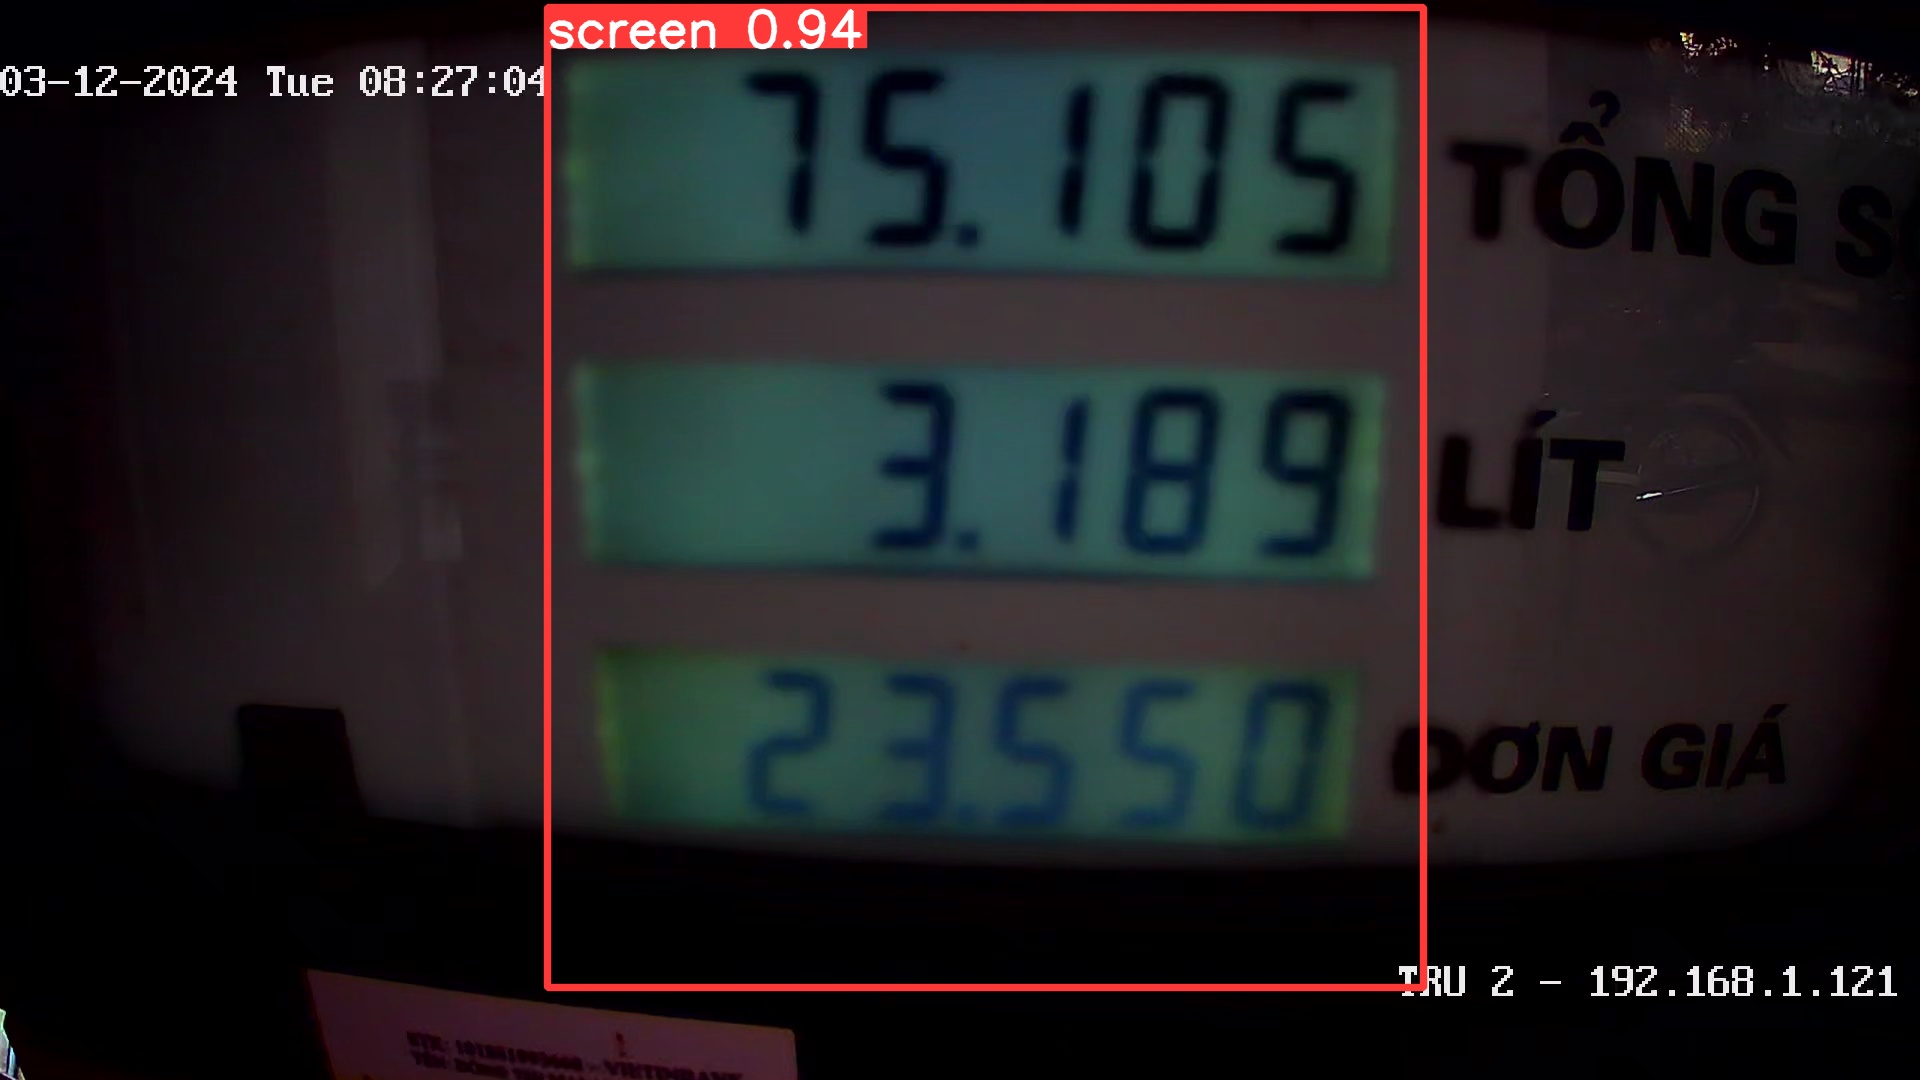 screen 0.94
03-12-2024 Tue 08:27:04
75.105
TỔNG S
3.189
LÍT
23.550
ĐƠN GIÁ
TRU 2 - 192.168.1.121
VIETINBANK